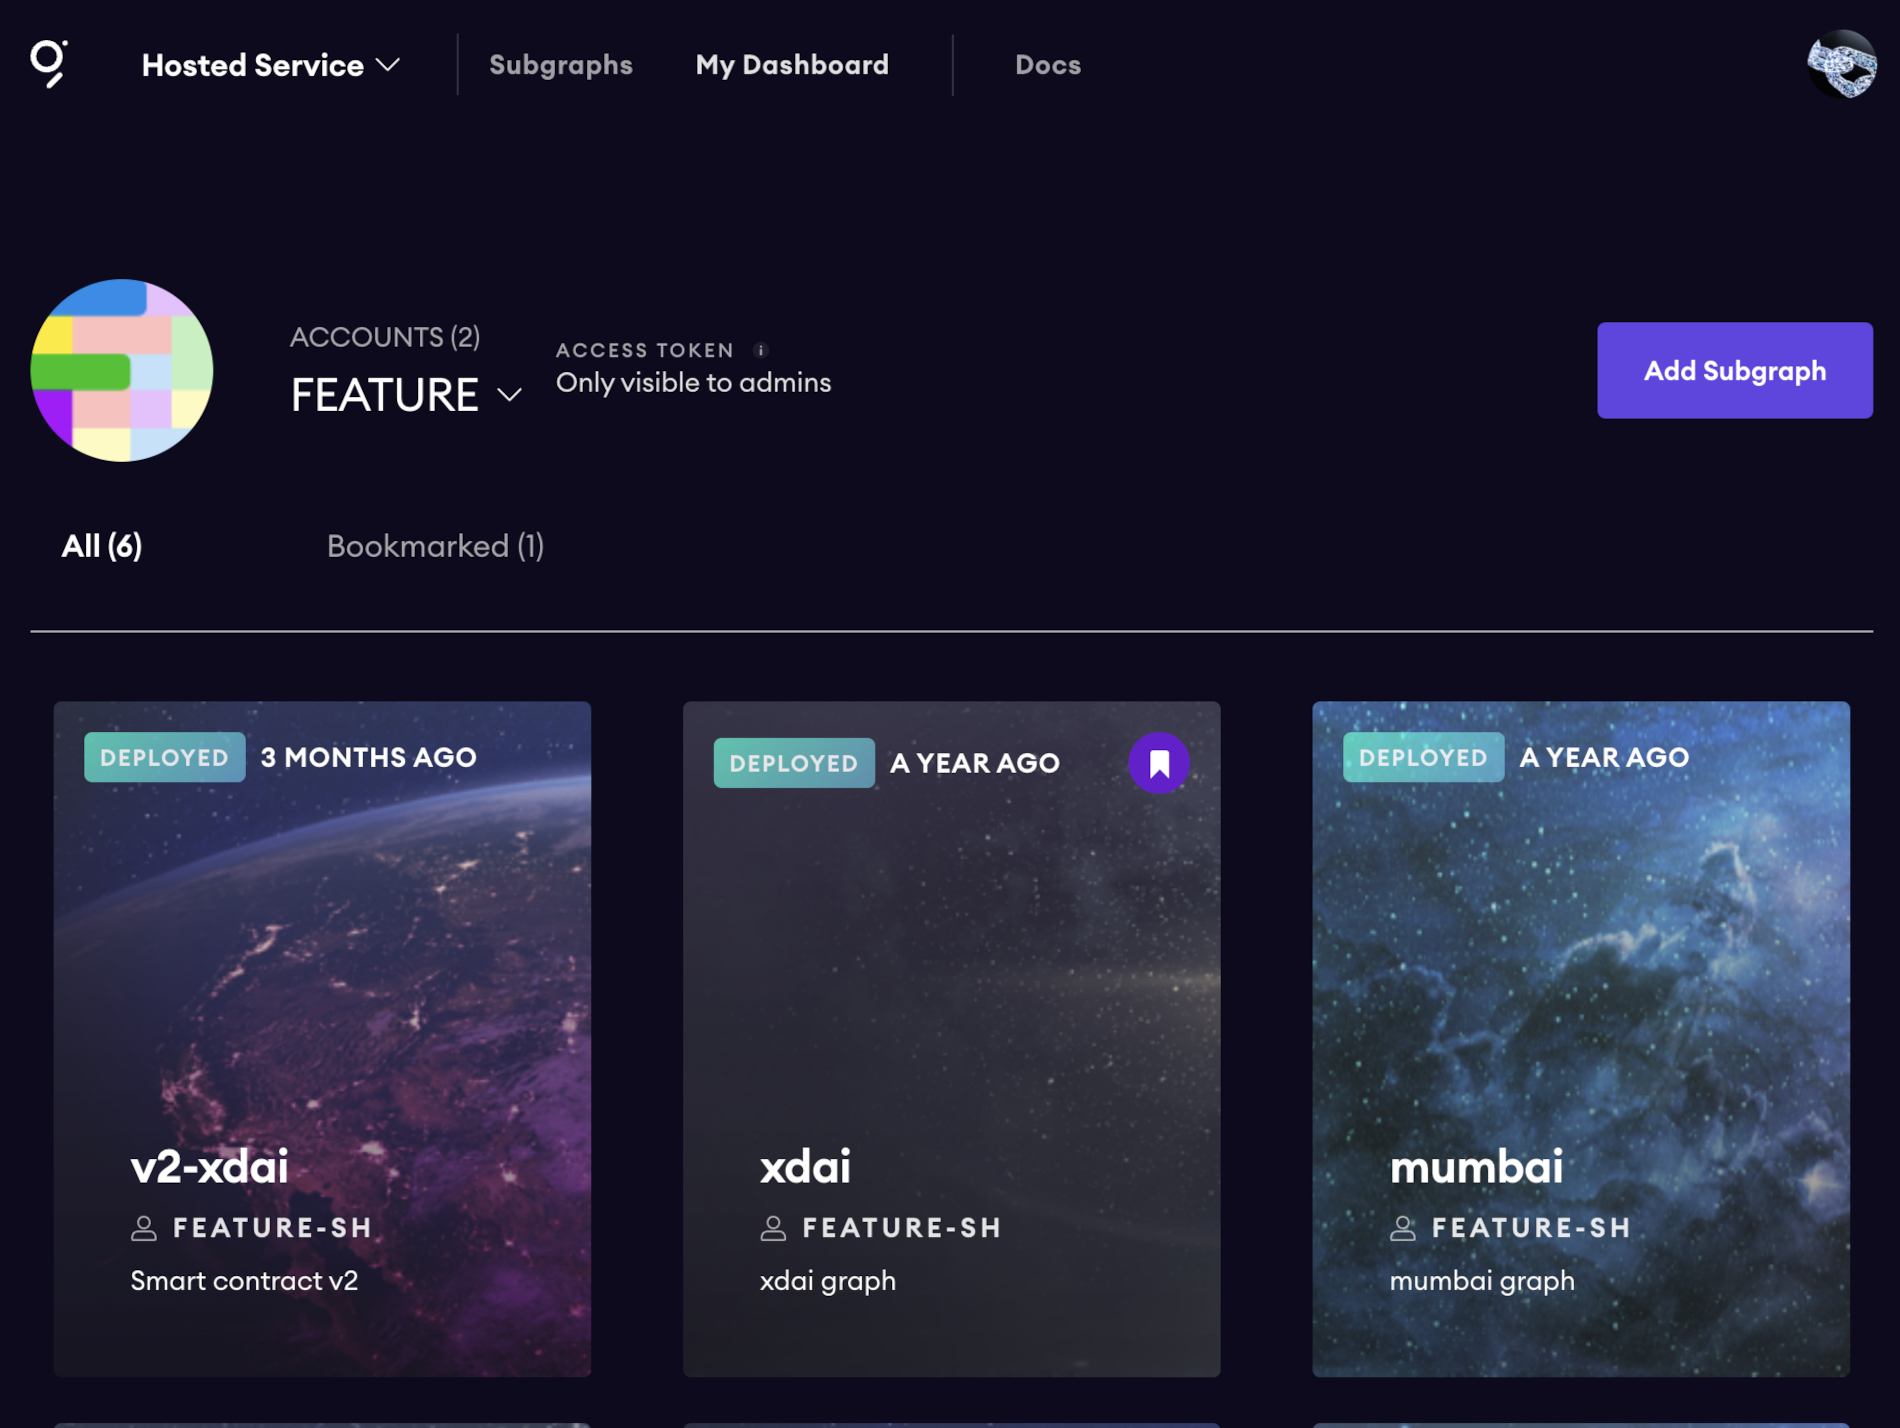 Hosted Service
Subgraphs
My Dashboard
Docs
ACCOUNTS (2)
FEATURE
ACCESS TOKEN
Only visible to admins
Add Subgraph
All (6)
Bookmarked (1)
DEPLOYED 3 MONTHS AGO
v2-xdai
FEATURE-SH
Smart contract v2
DEPLOYED A YEAR AGO
xdai
FEATURE-SH
xdai graph
DEPLOYED A YEAR AGO
mumbai
FEATURE-SH
mumbai graph